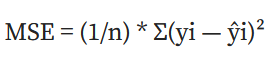 MSE = (1/n) * Σ(yi — ŷi)²